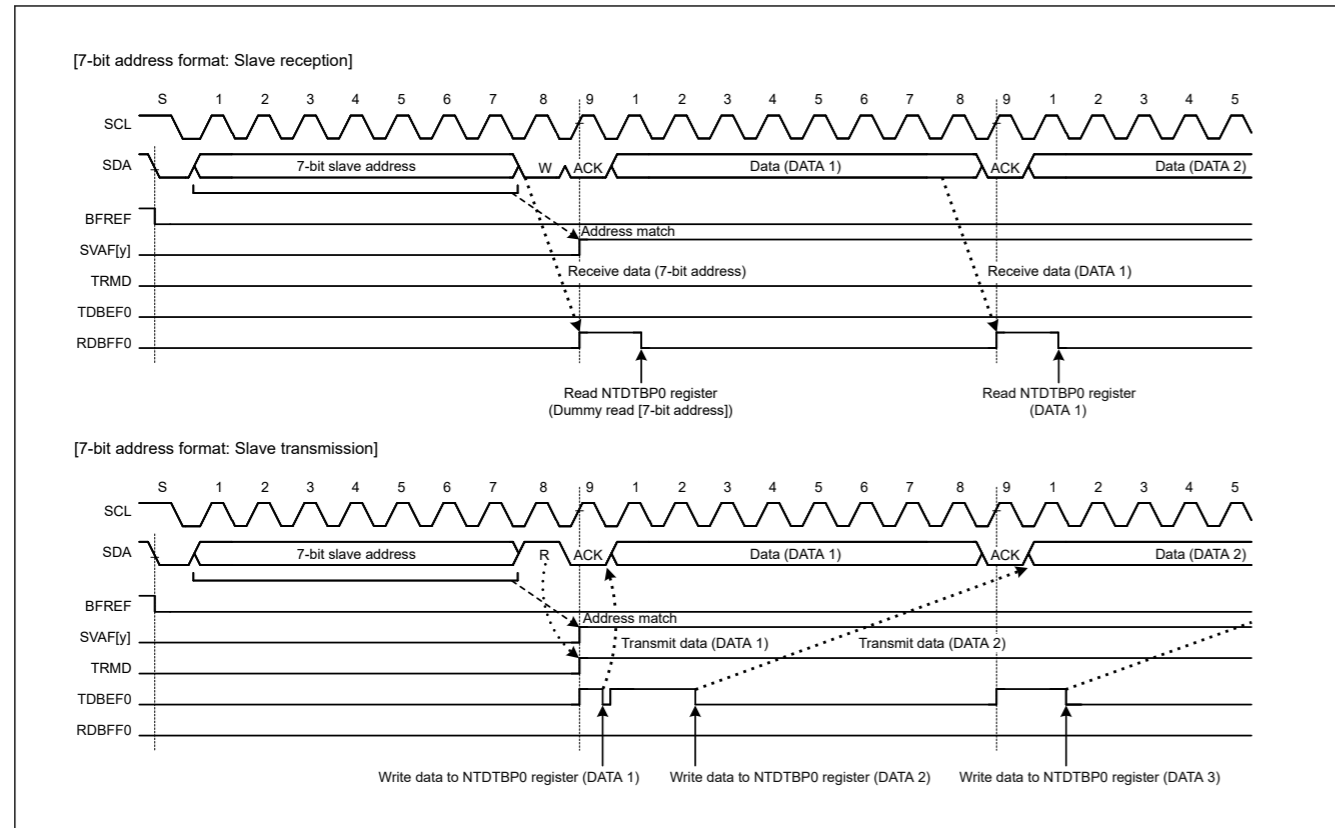 [7-bit address format: Slave reception]
S 1 2 3 4 5 6 7 8 9 1 2 3 4 5 6 7 8 9 1 2 3 4 5
SCL
SDA 7-bit slave address W ACK Data (DATA 1) ACK Data (DATA 2)
BFREF
Address match
SVAF[y]
Receive data (7-bit address) Receive data (DATA 1)
TRMD
TDBEF0
RDBFF0
Read NTDTBP0 register Read NTDTBP0 register
(Dummy read [7-bit address]) (DATA 1)
[7-bit address format: Slave transmission]
S 1 2 3 4 5 6 7 8 9 1 2 3 4 5 6 7 8 9 1 2 3 4 5
SCL
SDA 7-bit slave address R ACK Data (DATA 1) ACK Data (DATA 2)
BFREF
Address match
SVAF[y]
Transmit data (DATA 1) Transmit data (DATA 2)
TRMD
TDBEF0
RDBFF0
Write data to NTDTBP0 register (DATA 1) Write data to NTDTBP0 register (DATA 2) Write data to NTDTBP0 register (DATA 3)